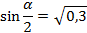 sin α/2 = √0,3